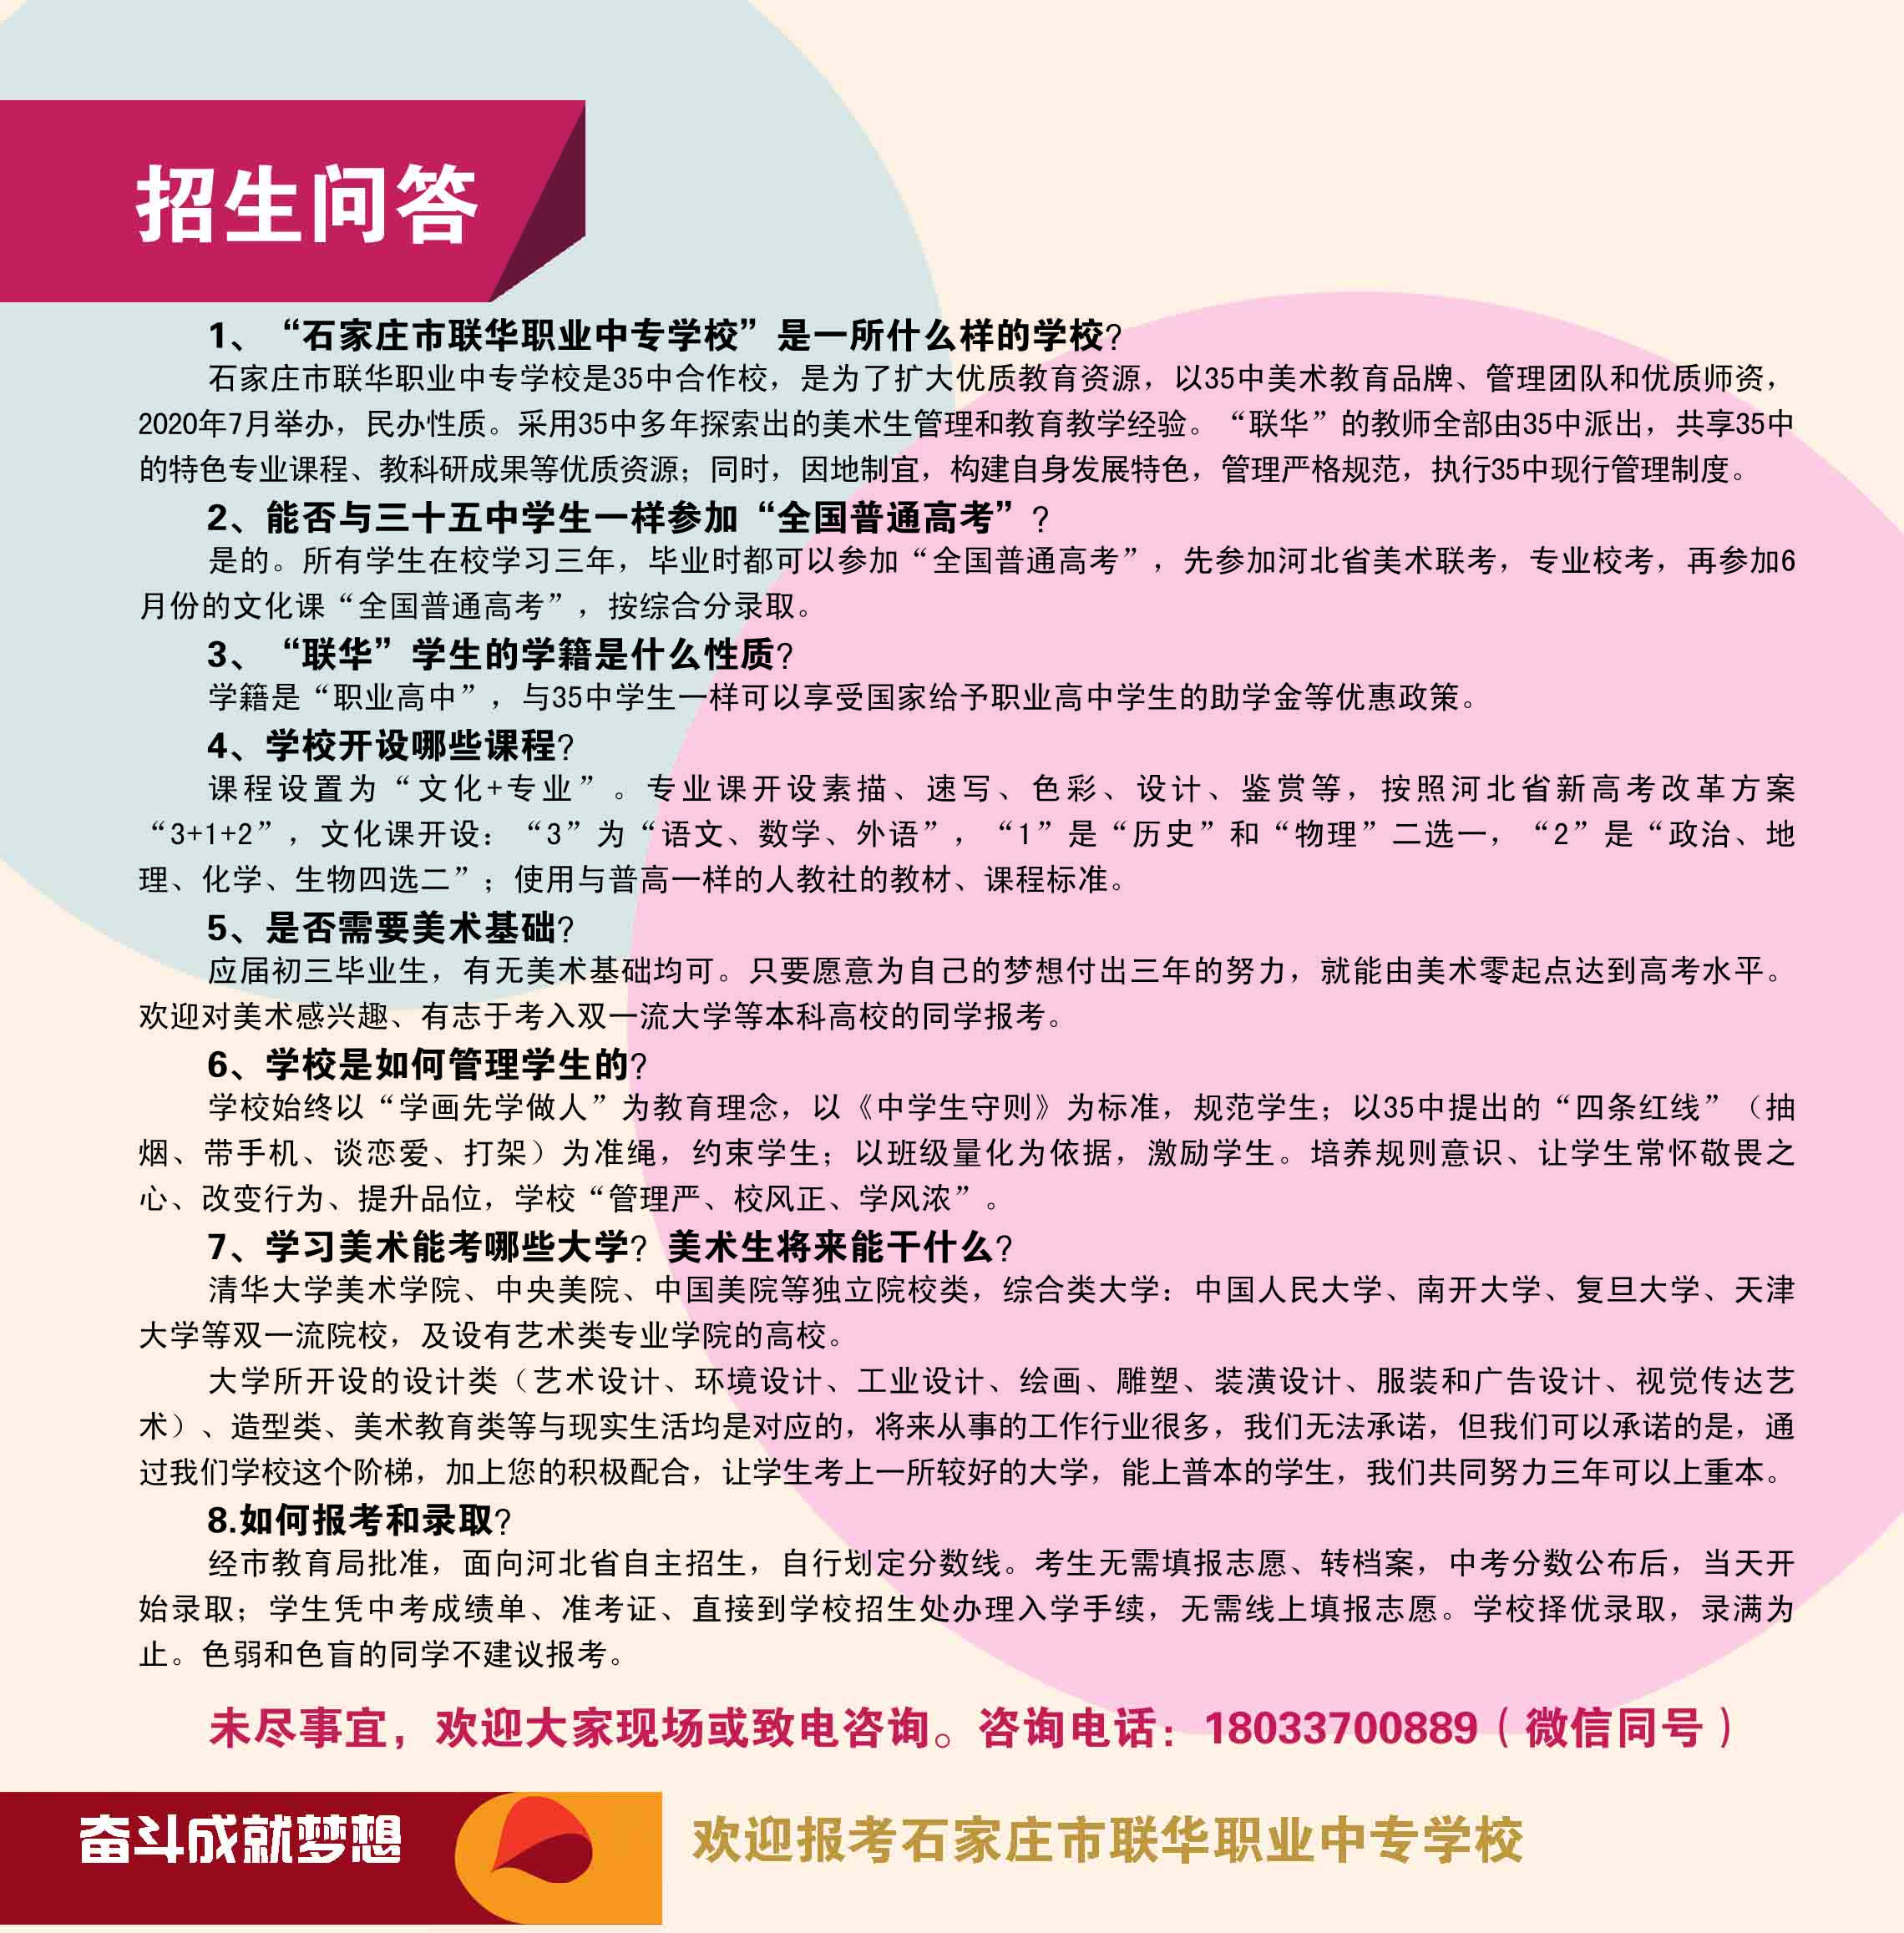 招生问答
1、“石家庄市联华职业中专学校”是一所什么样的学校?
石家庄市联华职业中专学校是35中合作校，是为了扩大优质教育资源，以35中美术教育品牌、管理团队和优质师资，
2020年7月举办，民办性质。采用35中多年探索出的美术生管理和教育教学经验。“联华”的教师全部由35中派出，共享35中
的特色专业课程、教科研成果等优质资源；同时，因地制宜，构建自身发展特色，管理严格规范，执行35中现行管理制度。
2、能否与三十五中学生一样参加“全国普通高考”?
是的。所有学生在校学习三年，毕业时都可以参加“全国普通高考”，先参加河北省美术联考，专业校考，再参加6
月份的文化课“全国普通高考”，按综合分录取。
3、“联华”学生的学籍是什么性质?
学籍是“职业高中”，与35中学生一样可以享受国家给予职业高中学生的助学金等优惠政策。
4、学校开设哪些课程?
课程设置为“文化+专业”。专业课开设素描、速写、色彩、设计、鉴赏等，按照河北省新高考改革方案
“3+1+2”，文化课开设：“3”为“语文、数学、外语”，“1”是“历史”和“物理”二选一，“2”是“政治、地
理、化学、生物四选二”；使用与普高一样的人教社的教材、课程标准。
5、是否需要美术基础?
应届初三毕业生，有无美术基础均可。只要愿意为自己的梦想付出三年的努力，就能由美术零起点达到高考水平。
欢迎对美术感兴趣、有志于考入双一流大学等本科高校的同学报考。
6、学校是如何管理学生的?
学校始终以“学画先学做人”为教育理念，以《中学生守则》为标准，规范学生；以35中提出的“四条红线”（抽
烟、带手机、谈恋爱、打架）为准绳，约束学生；以班级量化为依据，激励学生。培养规则意识、让学生常怀敬畏之
心、改变行为、提升品位，学校“管理严、校风正、学风浓”。
7、学习美术能考哪些大学? 美术生将来能干什么?
清华大学美术学院、中央美院、中国美院等独立院校类，综合类大学：中国人民大学、南开大学、复旦大学、天津
大学等双一流院校，及设有艺术类专业学院的高校。
大学所开设的设计类（艺术设计、环境设计、工业设计、绘画、雕塑、装潢设计、服装和广告设计、视觉传达艺
术）、造型类、美术教育类等与现实生活均是对应的，将来从事的工作行业很多，我们无法承诺，但我们可以承诺的是，通
过我们学校这个阶梯，加上您的积极配合，让学生考上一所较好的大学，能上普本的学生，我们共同努力三年可以上重本。
8.如何报考和录取?
经市教育局批准，面向河北省自主招生，自行划定分数线。考生无需填报志愿、转档案，中考分数公布后，当天开
始录取；学生凭中考成绩单、准考证、直接到学校招生处办理入学手续，无需线上填报志愿。学校择优录取，录满为
止。色弱和色盲的同学不建议报考。
未尽事宜，欢迎大家现场或致电咨询。咨询电话：18033700889（微信同号）
奋斗成就梦想
欢迎报考石家庄市联华职业中专学校